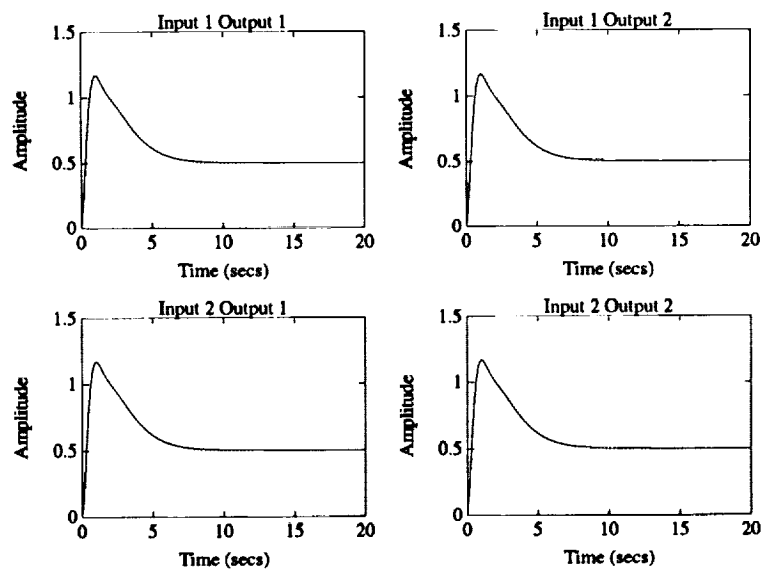 Input 1 Output 1
1.5
1
0.5
0
Amplitude
0 5 10 15 20
Time (secs)
Input 1 Output 2
1.5
1
0.5
0
Amplitude
0 5 10 15 20
Time (secs)
Input 2 Output 1
1.5
1
0.5
0
Amplitude
0 5 10 15 20
Time (secs)
Input 2 Output 2
1.5
1
0.5
0
Amplitude
0 5 10 15 20
Time (secs)